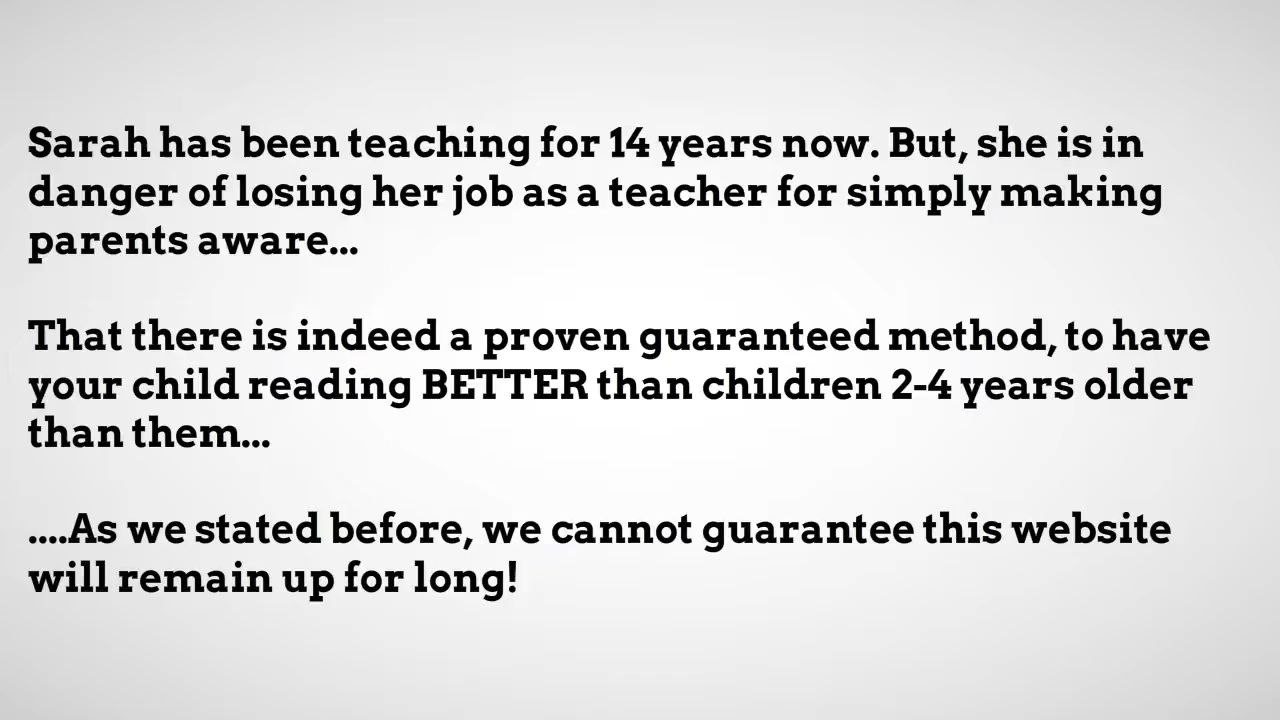 Sarah has been teaching for 14 years now. But, she is in
danger of losing her job as a teacher for simply making
parents aware...
That there is indeed a proven guaranteed method, to have
your child reading BETTER than children 2-4 years older
than them...
....As we stated before, we cannot guarantee this website
will remain up for long!